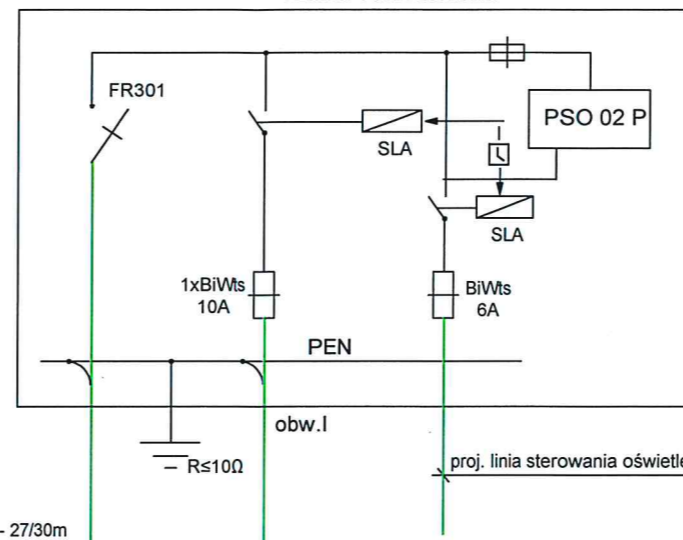 FR301
PSO 02 P
SLA
SLA
1xBiWts
10A
BiWts
6A
PEN
obw.I
R≤10Ω
proj. linia sterowania oświetle
- 27/30m